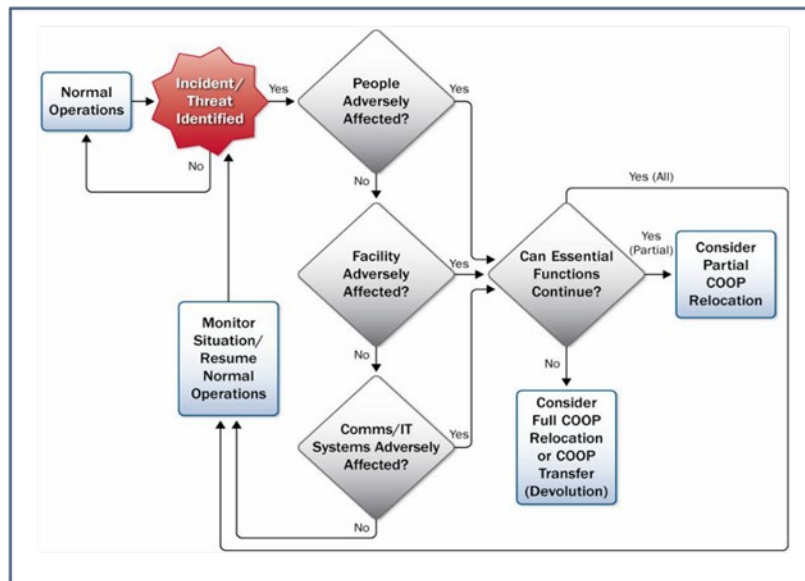 Normal
Operations
Incident/
Threat
Identified
Yes
No
People
Adversely
Affected?
Yes
No
Facility
Adversely
Affected?
Yes
No
Comms/IT
Systems Adversely
Affected?
Yes
No
Can Essential
Functions
Continue?
Yes (All)
Yes
(Partial)
No
Consider
Partial
COOP
Relocation
Consider
Full COOP
Relocation
or COOP
Transfer
(Devolution)
Monitor
Situation/
Resume
Normal
Operations